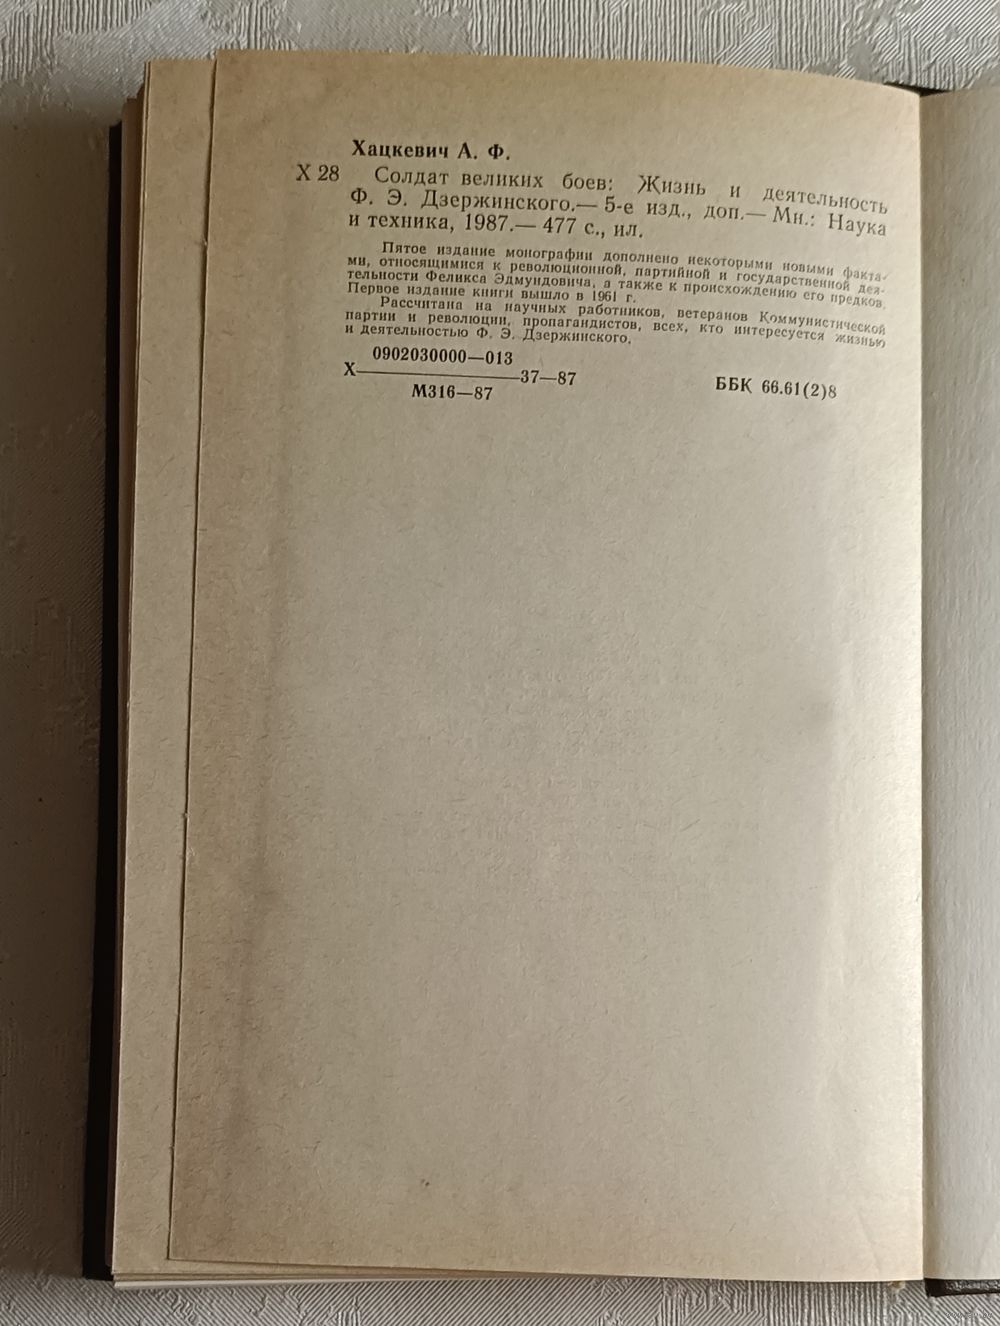 Хацкевич А. Ф.
Х 28 Солдат великих боев: Жизнь и деятельность
Ф. Э. Дзержинского.— 5-е изд., доп.— Мн.: Наука
и техника, 1987.— 477 с., ил.
Пятое издание монографии дополнено некоторыми новыми факта-
ми, относящимися к революционной, партийной и государственной дея-
тельности Феликса Эдмундовича, а также к происхождению его предков.
Первое издание книги вышло в 1961 г.
Рассчитана на научных работников, ветеранов Коммунистической
партии и революции, пропагандистов, всех, кто интересуется жизнью
и деятельностью Ф. Э. Дзержинского.
0902030000—013
Х—37—87
М316—87
ББК 66.61(2)8